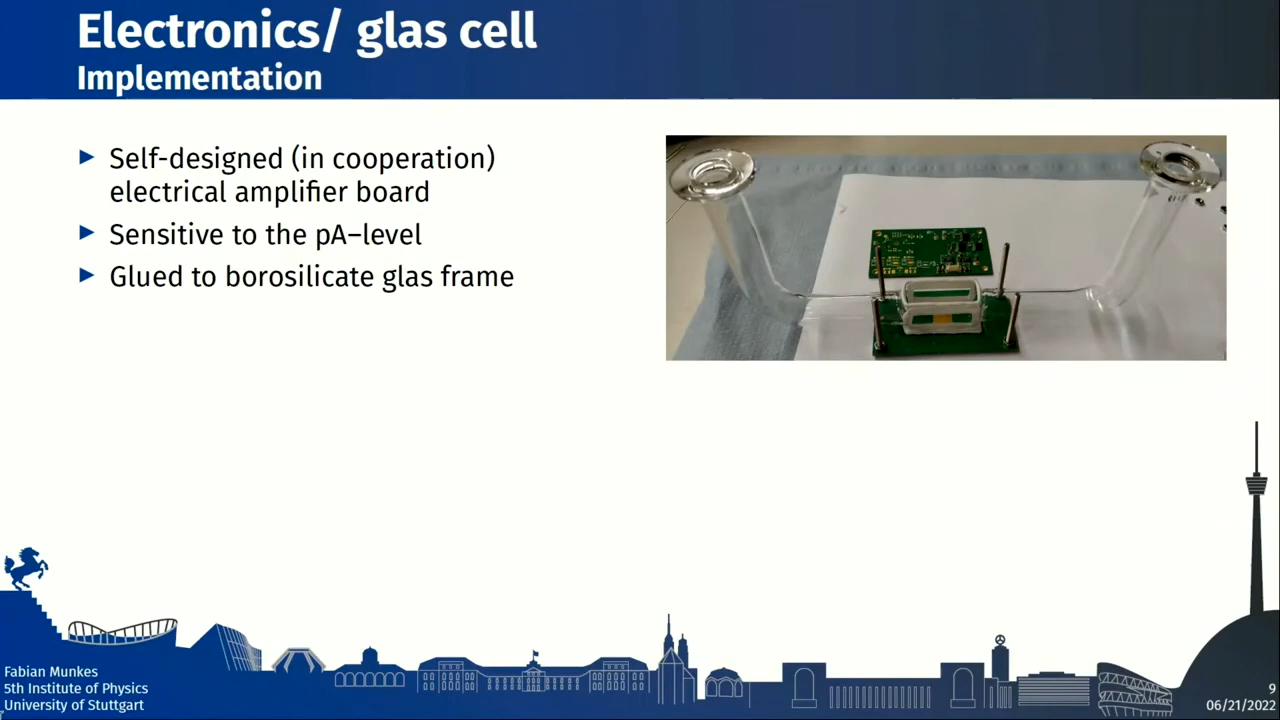 Electronics/ glas cell
Implementation
Self-designed (in cooperation)
electrical amplifier board
Sensitive to the pA–level
Glued to borosilicate glas frame
Fabian Munkes
5th Institute of Physics
University of Stuttgart
9
06/21/2022